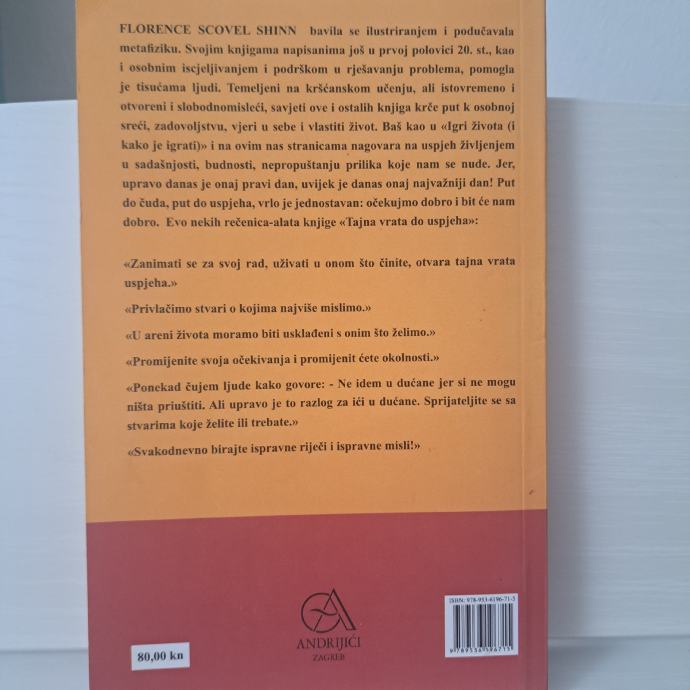 FLORENCE SCOVEL SHINN bavila se ilustriranjem i podučavala
metafiziku. Svojim knjigama napisanima još u prvoj polovici 20. st., kao
i osobnim iscjeljivanjem i podrškom u rješavanju problema, pomogla
je tisućama ljudi. Temeljeni na kršćanskom učenju, ali istovremeno i
otvoreni i slobodnomisleći, savjeti ove i ostalih knjiga krče put k osobnoj
sreći, zadovoljstvu, vjeri u sebe i vlastiti život. Baš kao u «Igri života (i
kako je igrati)» i na ovim nas stranicama nagovara na uspjeh življenjem
u sadašnjosti, budnosti, nepropuštanju prilika koje nam se nude. Jer,
upravo danas je onaj pravi dan, uvijek je danas onaj najvažniji dan! Put
do čuda, put do uspjeha, vrlo je jednostavan: očekujmo dobro i bit će nam
dobro. Evo nekih rečenica-alata knjige «Tajna vrata do uspjeha»:
«Zanimati se za svoj rad, uživati u onom što činite, otvara tajna vrata
uspjeha.»
«Privlačimo stvari o kojima najviše mislimo.»
«U areni života moramo biti usklađeni s onim što želimo.»
«Promijenite svoja očekivanja i promijenit ćete okolnosti.»
«Ponekad čujem ljude kako govore: - Ne idem u dućane jer si ne mogu
ništa priuštiti. Ali upravo je to razlog za ići u dućane. Sprijateljite se sa
stvarima koje želite ili trebate.»
«Svakodnevno birajte ispravne riječi i ispravne misli!»
ISBN: 978-953-6196-71-5
ANDRIJIĆI
ZAGREB
80,00 kn
9 789536 196715